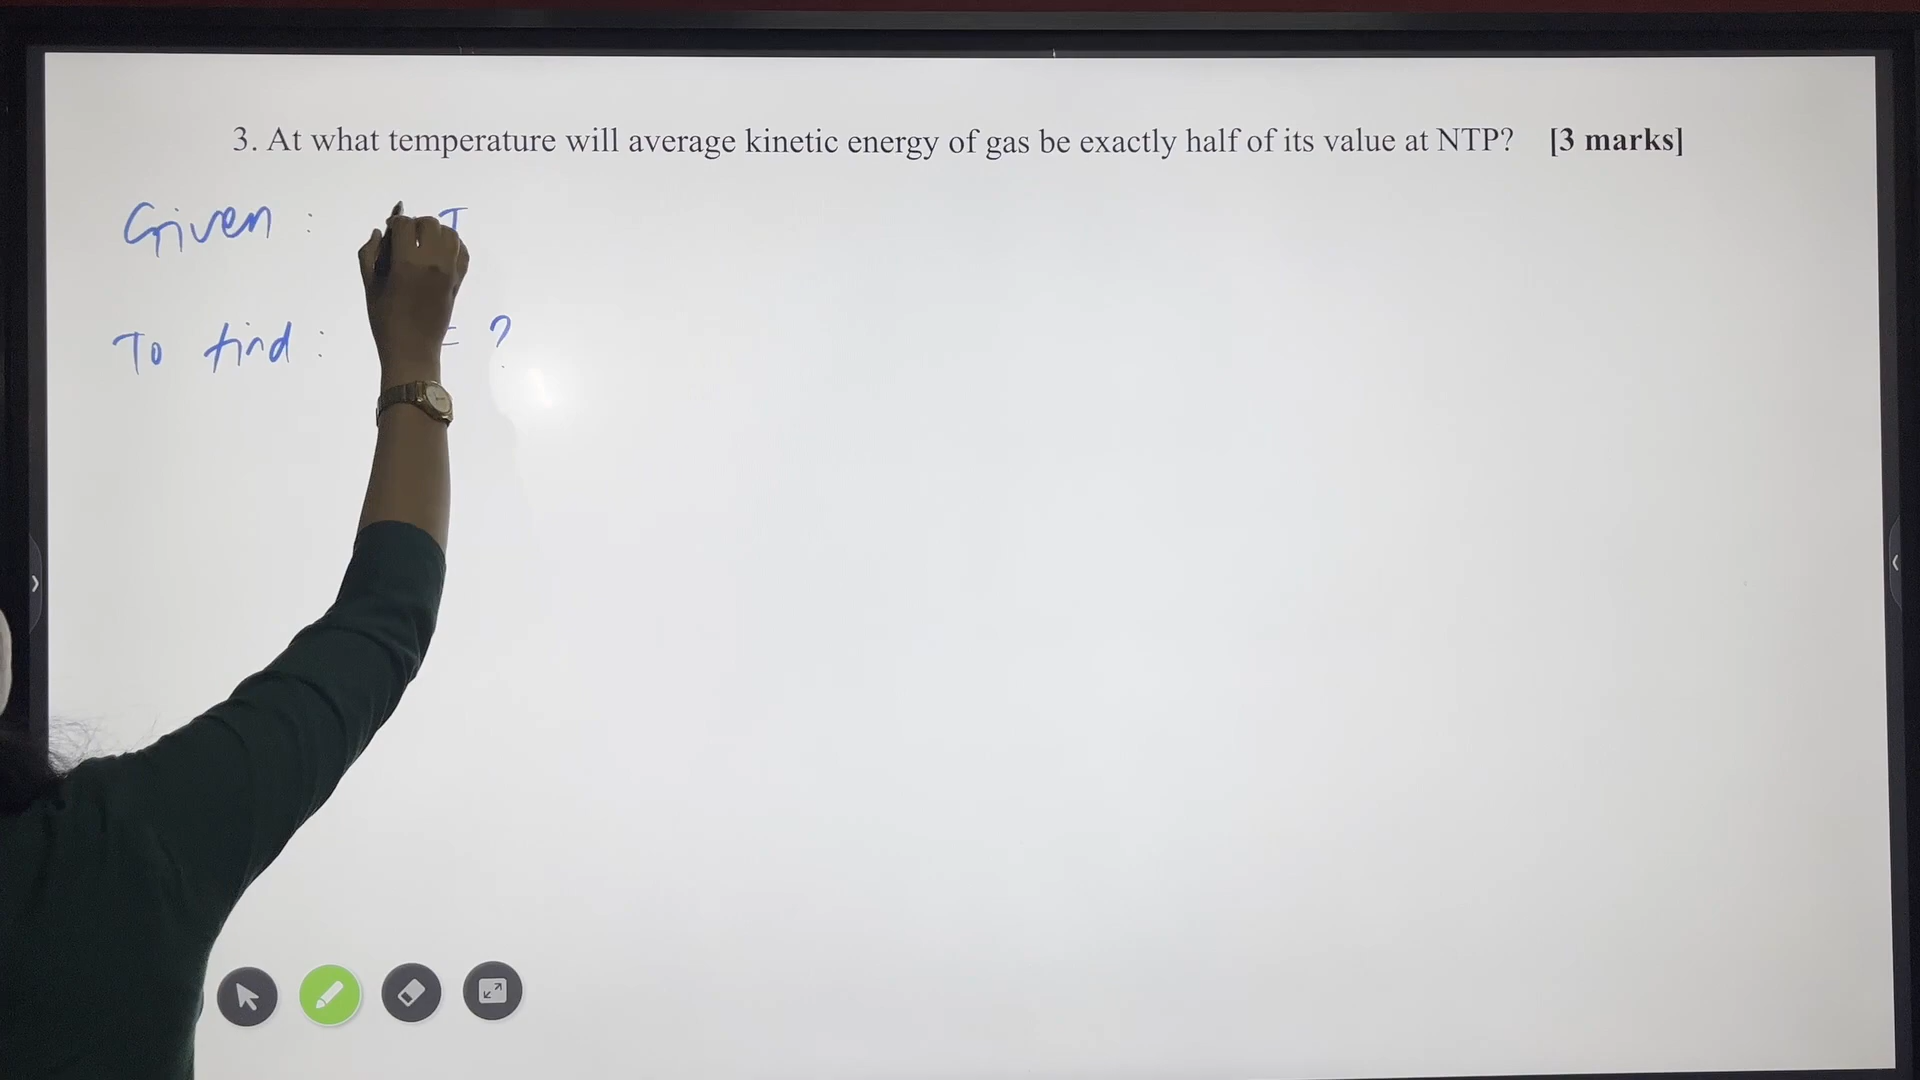 3. At what temperature will average kinetic energy of gas be exactly half of its value at NTP? [3 marks]
Given :
To find : = ?